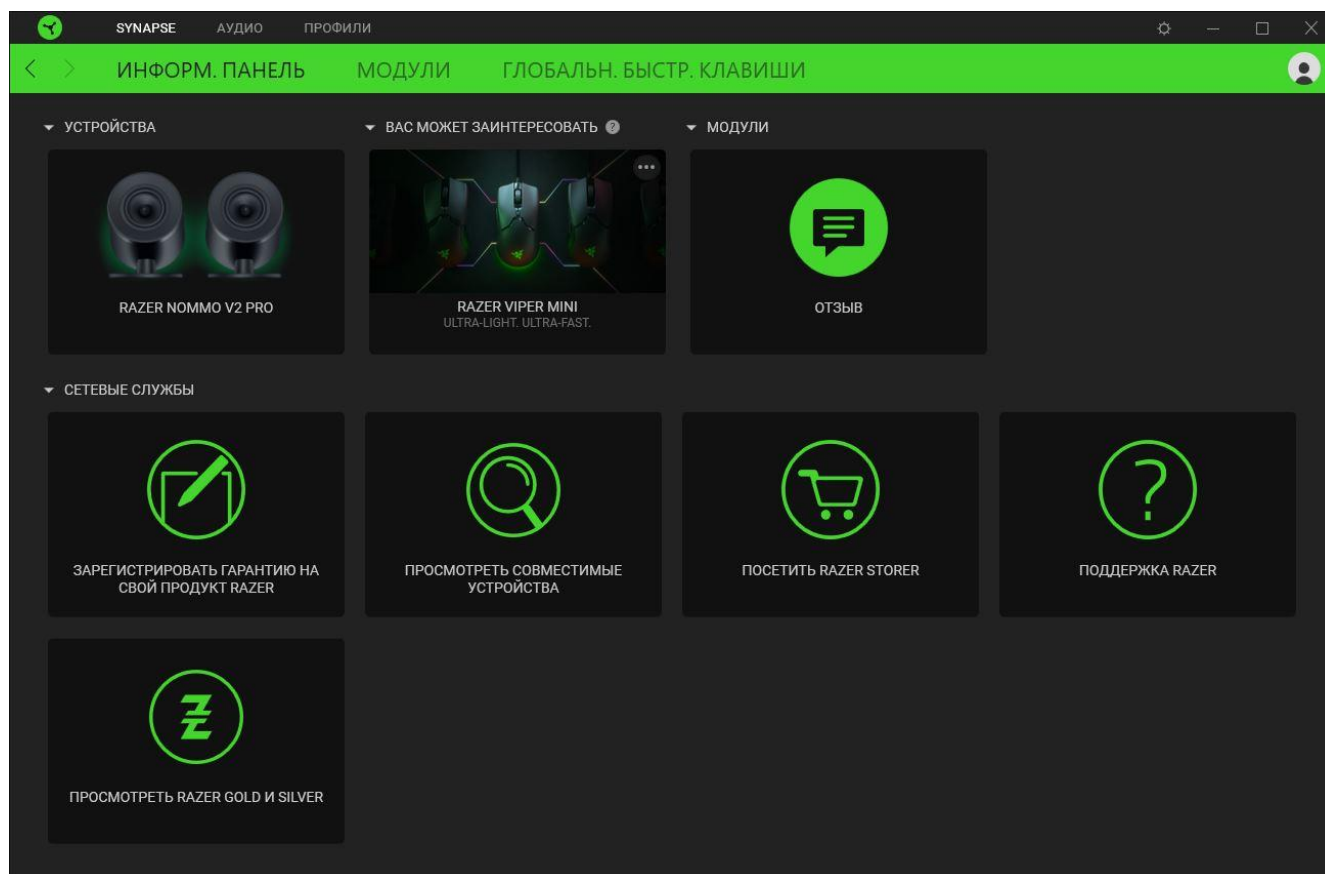 SYNAPSE АУДИО ПРОФИЛИ
ИНФОРМ. ПАНЕЛЬ МОДУЛИ ГЛОБАЛЬН. БЫСТР. КЛАВИШИ
УСТРОЙСТВА
RAZER NOMMO V2 PRO
ВАС МОЖЕТ ЗАИНТЕРЕСОВАТЬ ?
RAZER VIPER MINI
ULTRA-LIGHT. ULTRA-FAST.
МОДУЛИ
ОТЗЫВ
СЕТЕВЫЕ СЛУЖБЫ
ЗАРЕГИСТРИРОВАТЬ ГАРАНТИЮ НА
СВОЙ ПРОДУКТ RAZER
ПРОСМОТРЕТЬ СОВМЕСТИМЫЕ
УСТРОЙСТВА
ПОСЕТИТЬ RAZER STORER
ПОДДЕРЖКА RAZER
ПРОСМОТРЕТЬ RAZER GOLD И SILVER